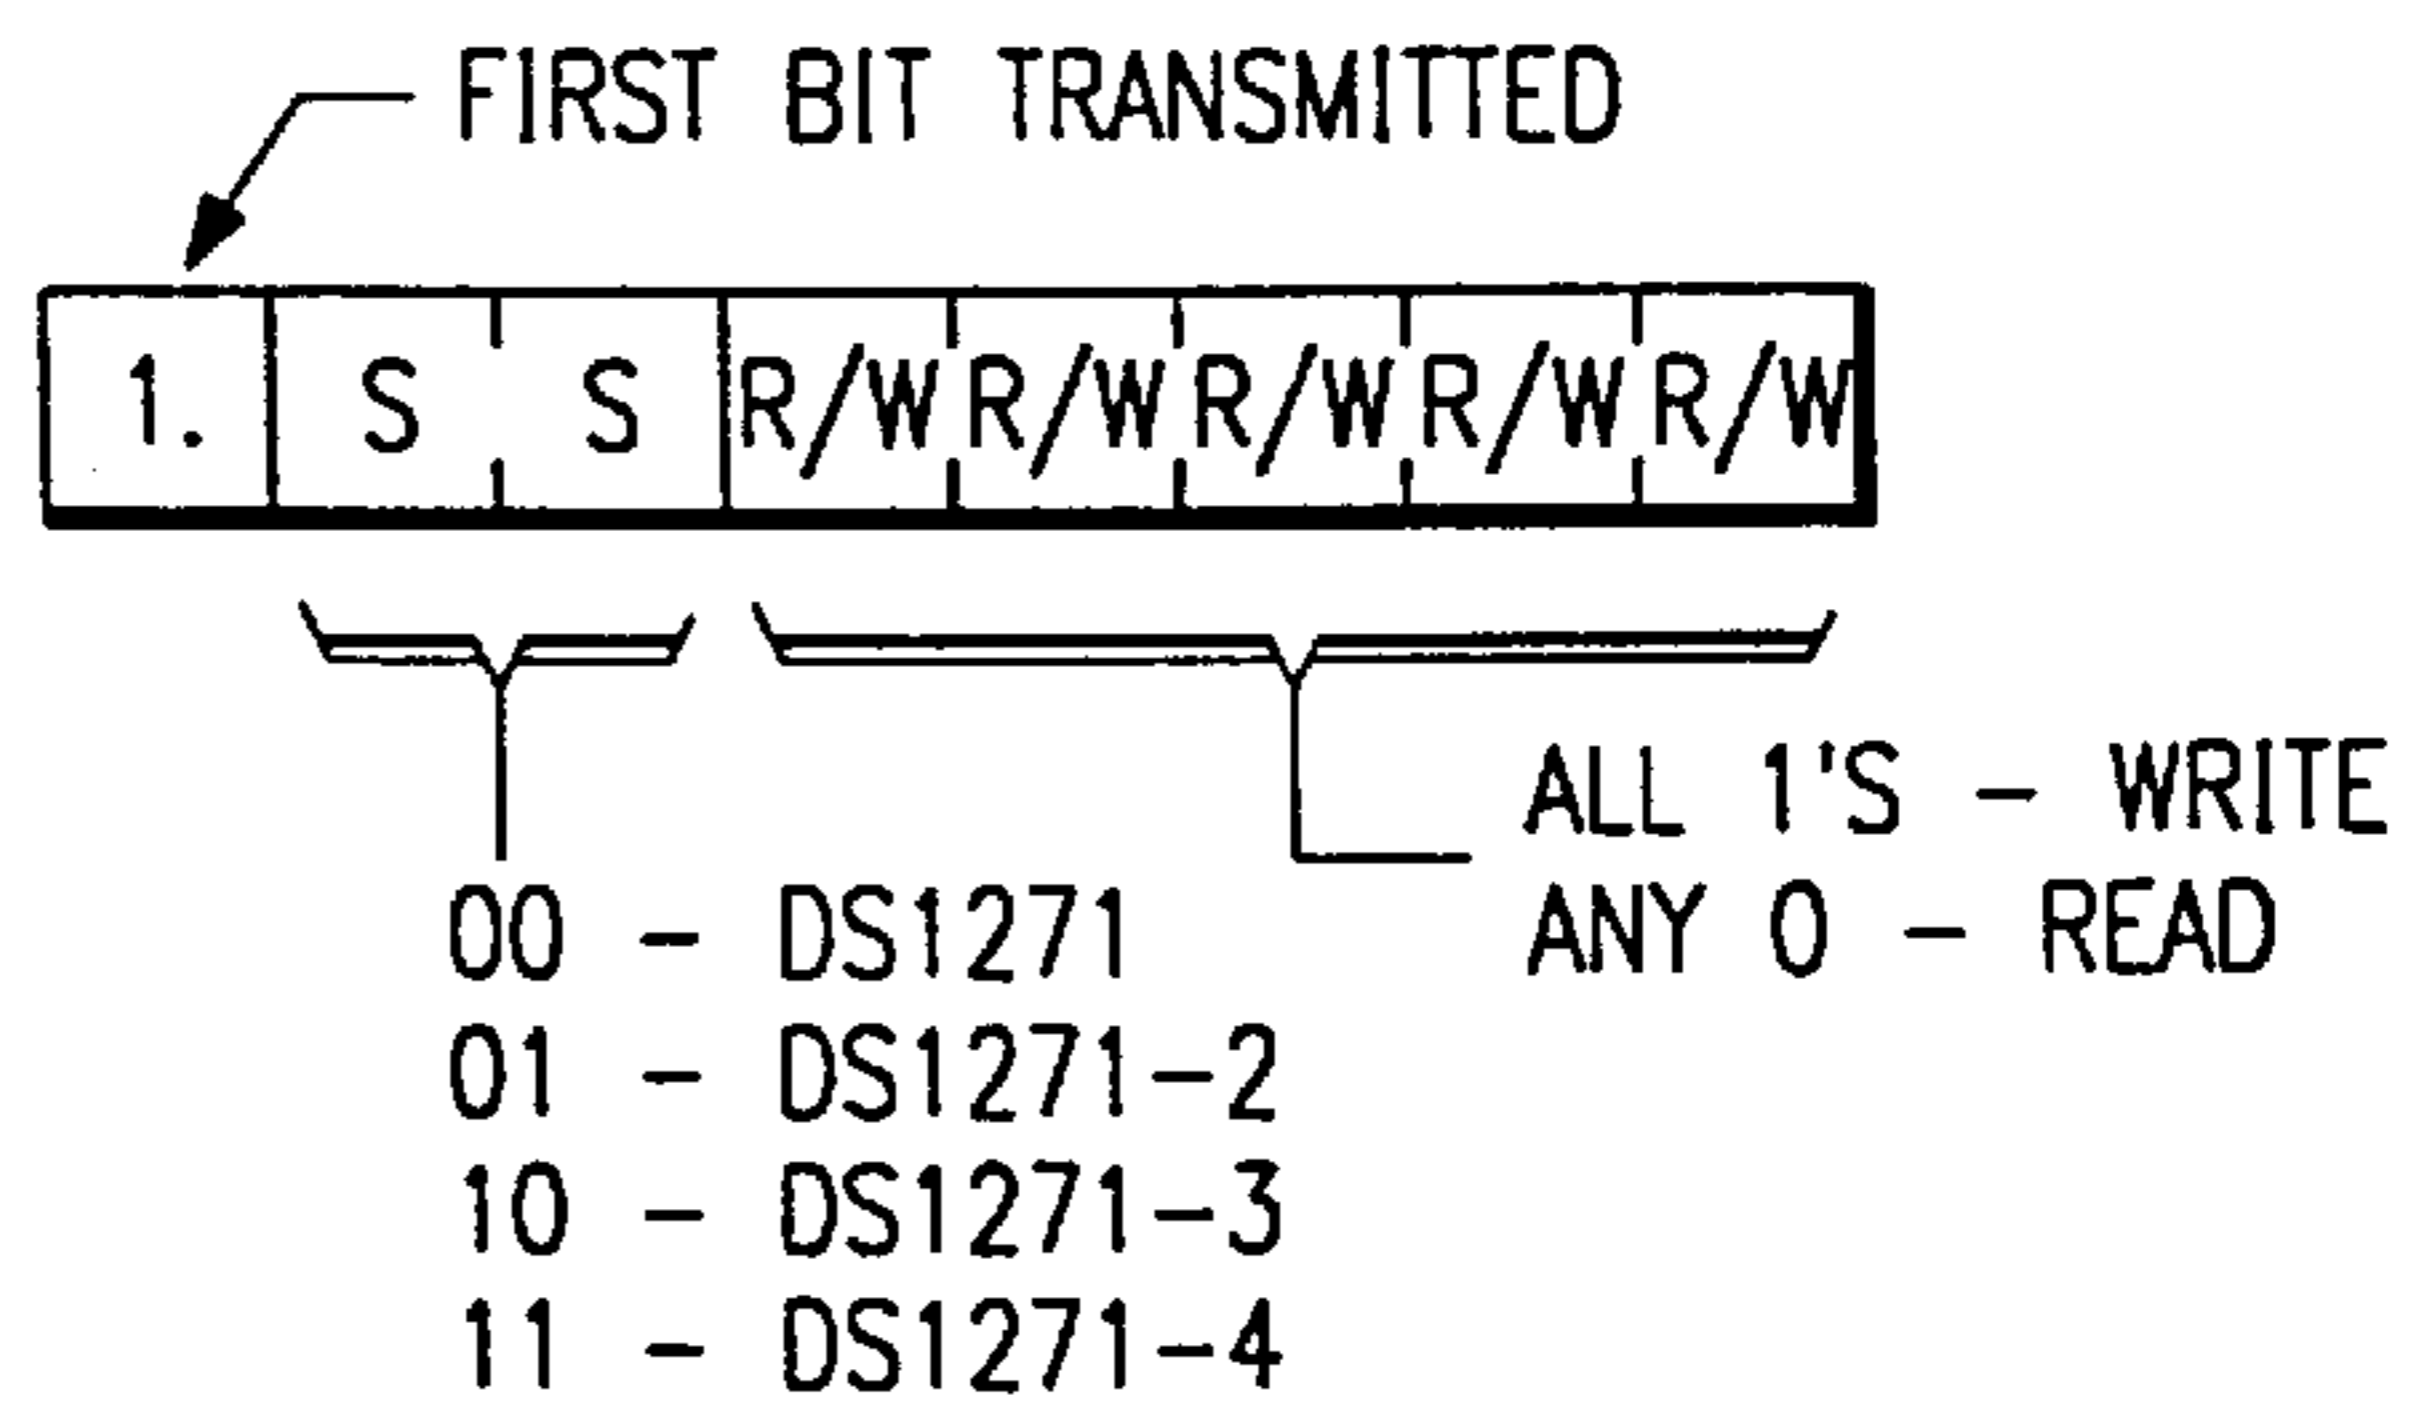 FIRST BIT TRANSMITTED
1. S S R/W R/W R/W R/W R/W
ALL 1'S - WRITE
ANY 0 - READ
00 - DS1271
01 - DS1271-2
10 - DS1271-3
11 - DS1271-4